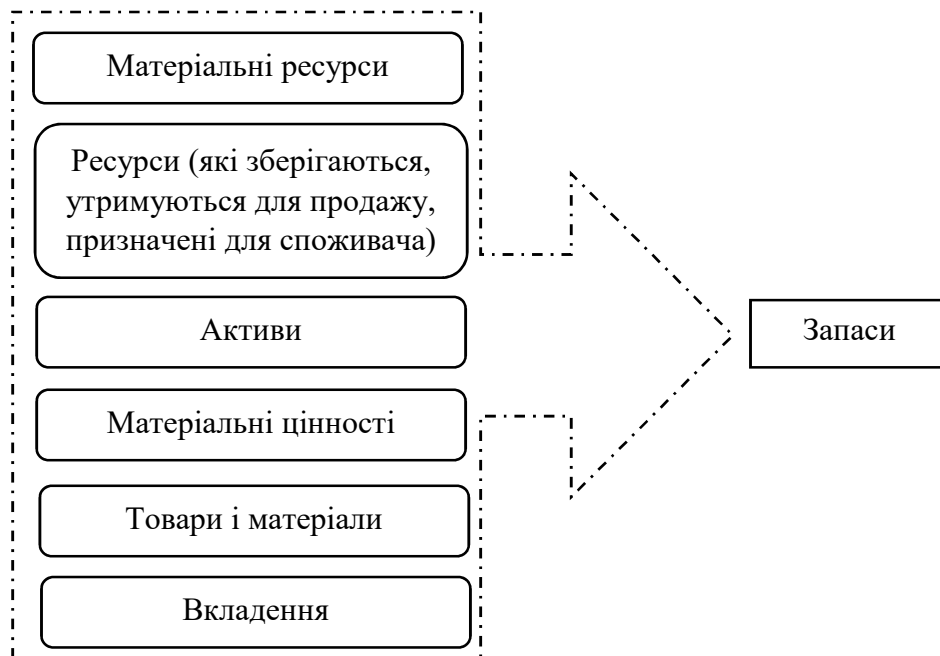 Матеріальні ресурси
Ресурси (які зберігаються,
утримуються для продажу,
призначені для споживача)
Активи
Матеріальні цінності
Товари і матеріали
Вкладення
Запаси